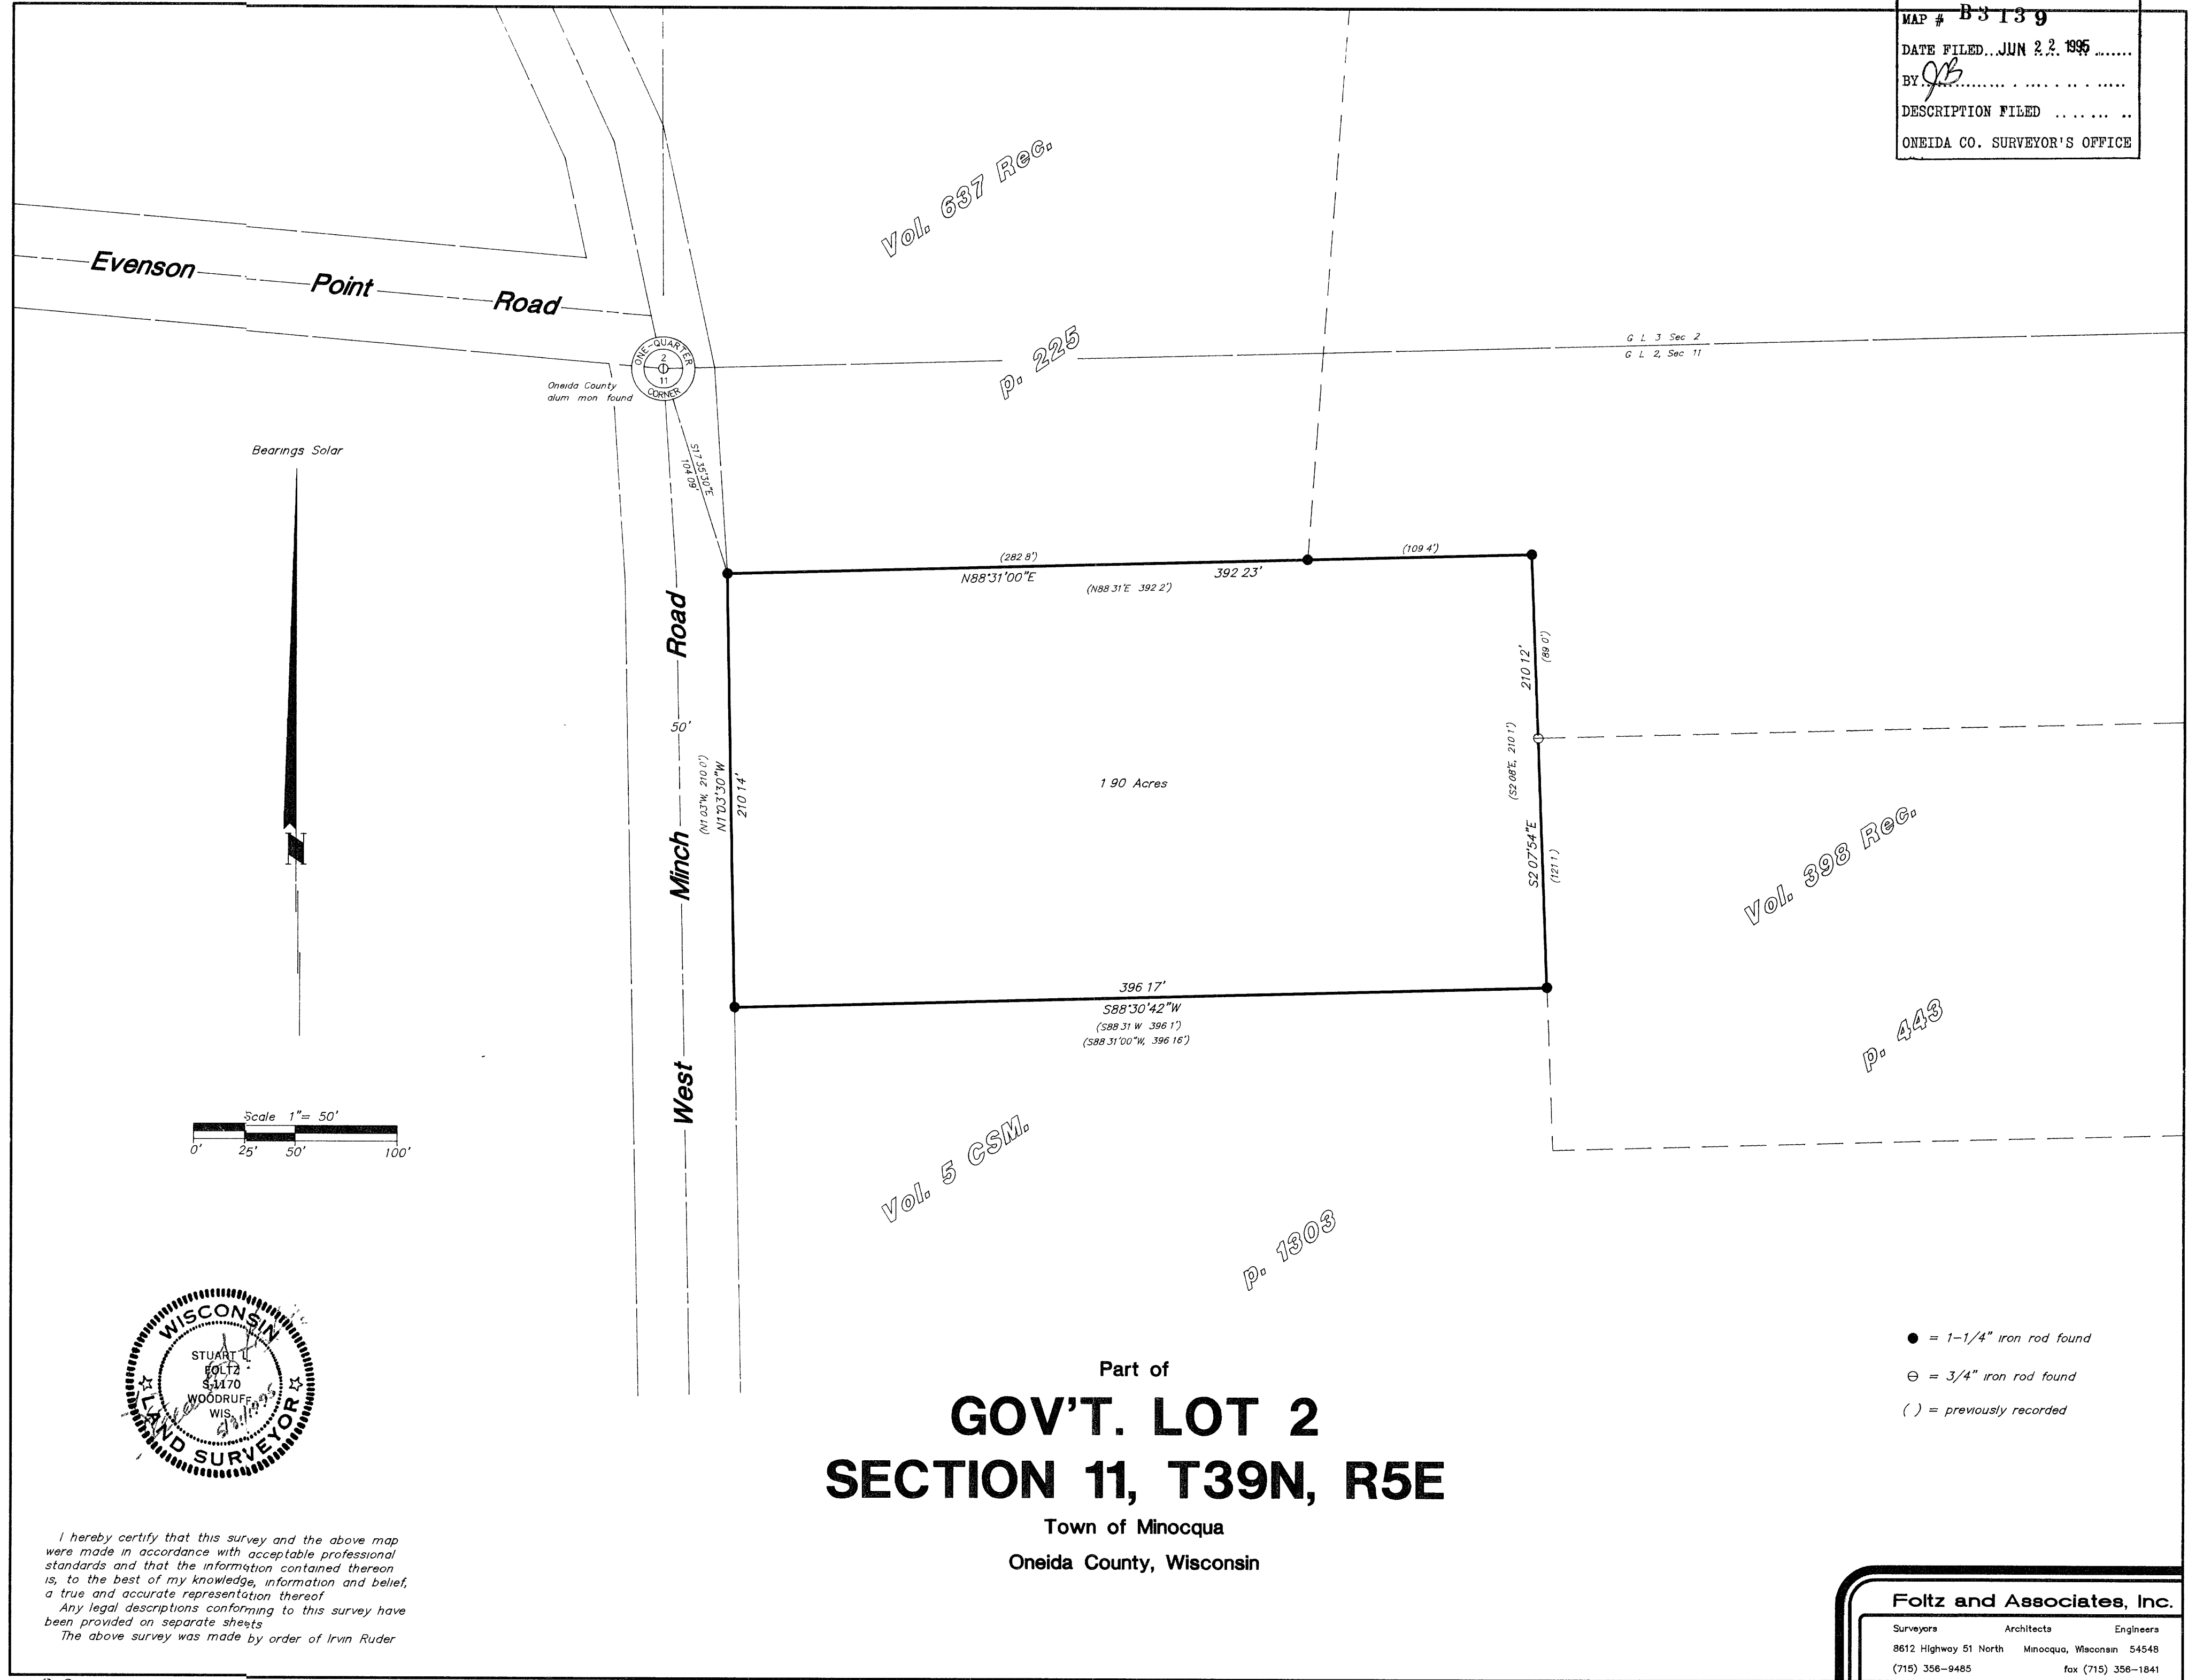 MAP # B3139
DATE FILED...JUN 22 1995
BY JB
DESCRIPTION FILED
ONEIDA CO. SURVEYOR'S OFFICE
Vol. 637 Rec.
p. 225
Evenson Point Road
G L 3 Sec 2
G L 2, Sec 11
ONE-QUARTER
2
11
CORNER
Oneida County
alum mon found
Bearings Solar
N
S17 35'30"E
104 09'
(282 8')
(109 4')
N88°31'00"E
392 23'
(N88 31'E 392 2')
West Minch Road
50'
(N1 03'W, 210 0')
N1°03'30"W
210 14'
1 90 Acres
210 12'
(89 0')
(S2 08'E, 210 1')
S2 07'54"E
(121 1)
Vol. 398 Rec.
p. 443
396 17'
S88°30'42"W
(S88 31 W 396 1')
(S88 31'00"W, 396 16')
Scale 1"= 50'
0' 25' 50' 100'
Vol. 5 CSM.
p. 1303
WISCONSIN
STUART L.
FOLTZ
S-1170
WOODRUFF
WIS.
LAND SURVEYOR
= 1-1/4" iron rod found
= 3/4" iron rod found
( ) = previously recorded
Part of
GOV'T. LOT 2
SECTION 11, T39N, R5E
Town of Minocqua
Oneida County, Wisconsin
I hereby certify that this survey and the above map
were made in accordance with acceptable professional
standards and that the information contained thereon
is, to the best of my knowledge, information and belief,
a true and accurate representation thereof
Any legal descriptions conforming to this survey have
been provided on separate sheets
The above survey was made by order of Irvin Ruder
Foltz and Associates, Inc.
Surveyors Architects Engineers
8612 Highway 51 North Minocqua, Wisconsin 54548
(715) 356-9485 fax (715) 356-1841